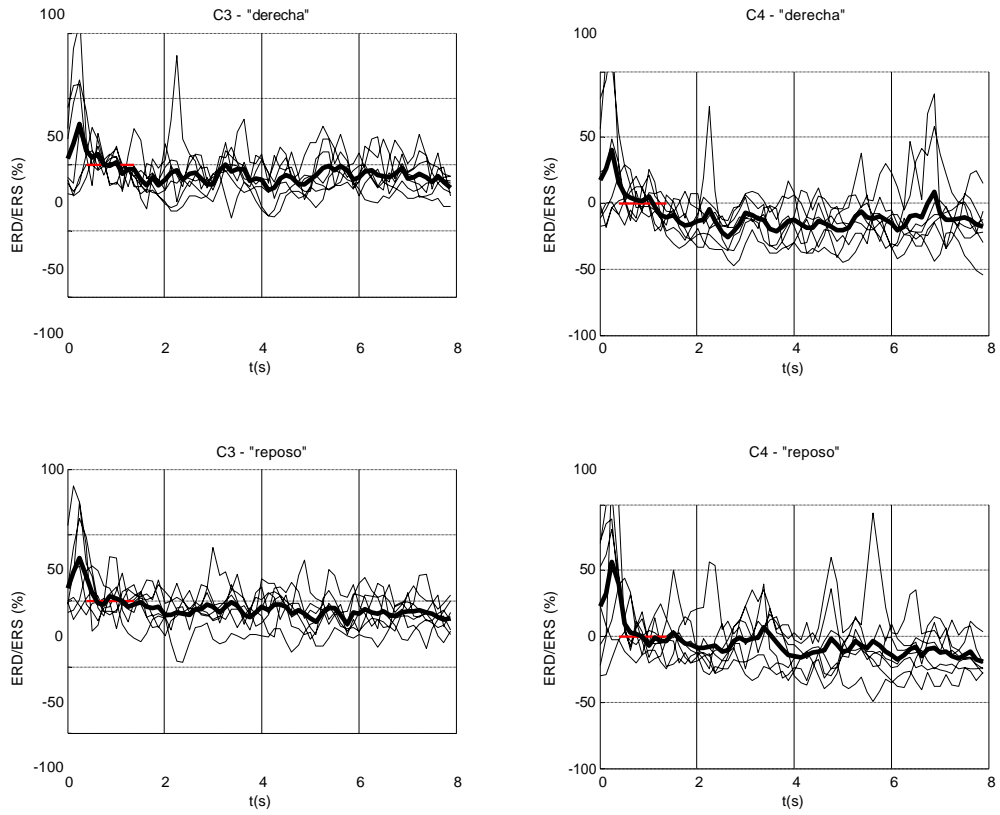 C3 - "derecha"
100
50
0
-50
-100
ERD/ERS (%)
0 2 4 6 8
t(s)
C4 - "derecha"
100
50
0
-50
-100
ERD/ERS (%)
0 2 4 6 8
t(s)
C3 - "reposo"
100
50
0
-50
-100
ERD/ERS (%)
0 2 4 6 8
t(s)
C4 - "reposo"
100
50
0
-50
-100
ERD/ERS (%)
0 2 4 6 8
t(s)